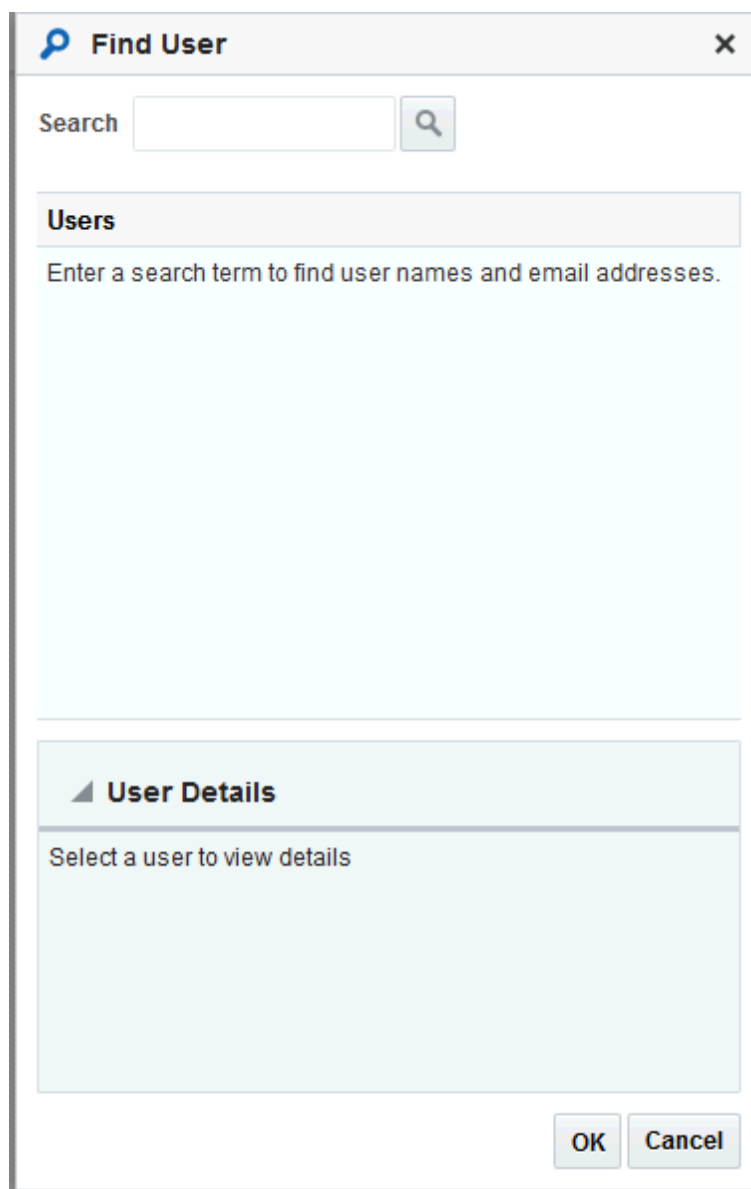 Find User
Search
Users
Enter a search term to find user names and email addresses.
User Details
Select a user to view details
OK Cancel